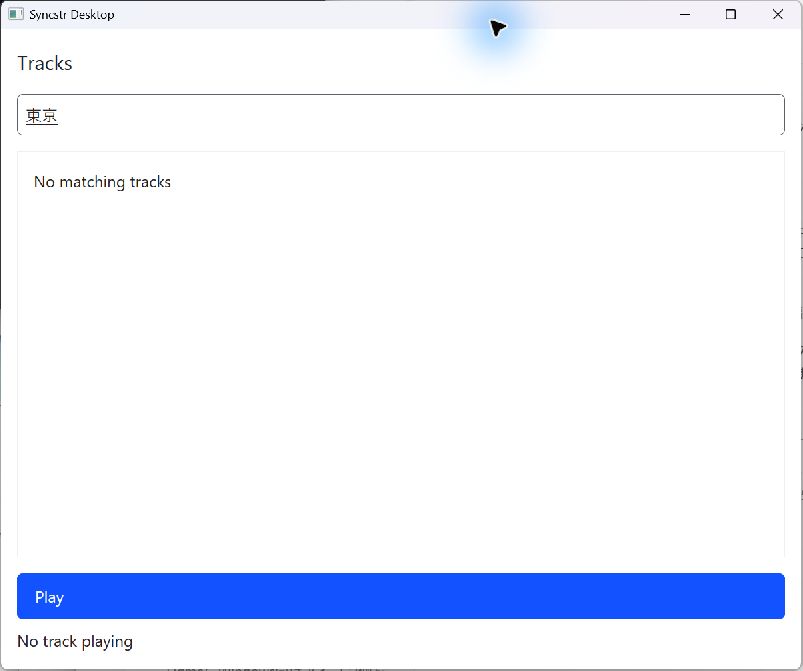 Syncstr Desktop
Tracks
東京
No matching tracks
Play
No track playing